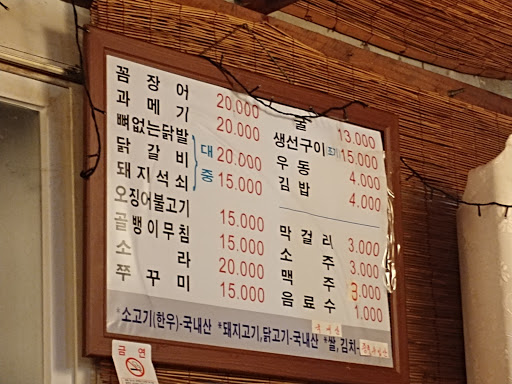 꼼장어 20.000
과메기 20.000
뼈없는닭발
닭갈비 대 20.000
돼지석쇠 중 15.000
오징어불고기 15.000
골뱅이무침 15.000
소라 20.000
쭈꾸미 15.000
굴 13.000
생선구이(조기) 15.000
우동 4.000
김밥 4.000
막걸리 3.000
소주 3.000
맥주 3.000
음료수 1.000
*소고기(한우)-국내산 *돼지고기,닭고기-국내산 *쌀,김치-
금연